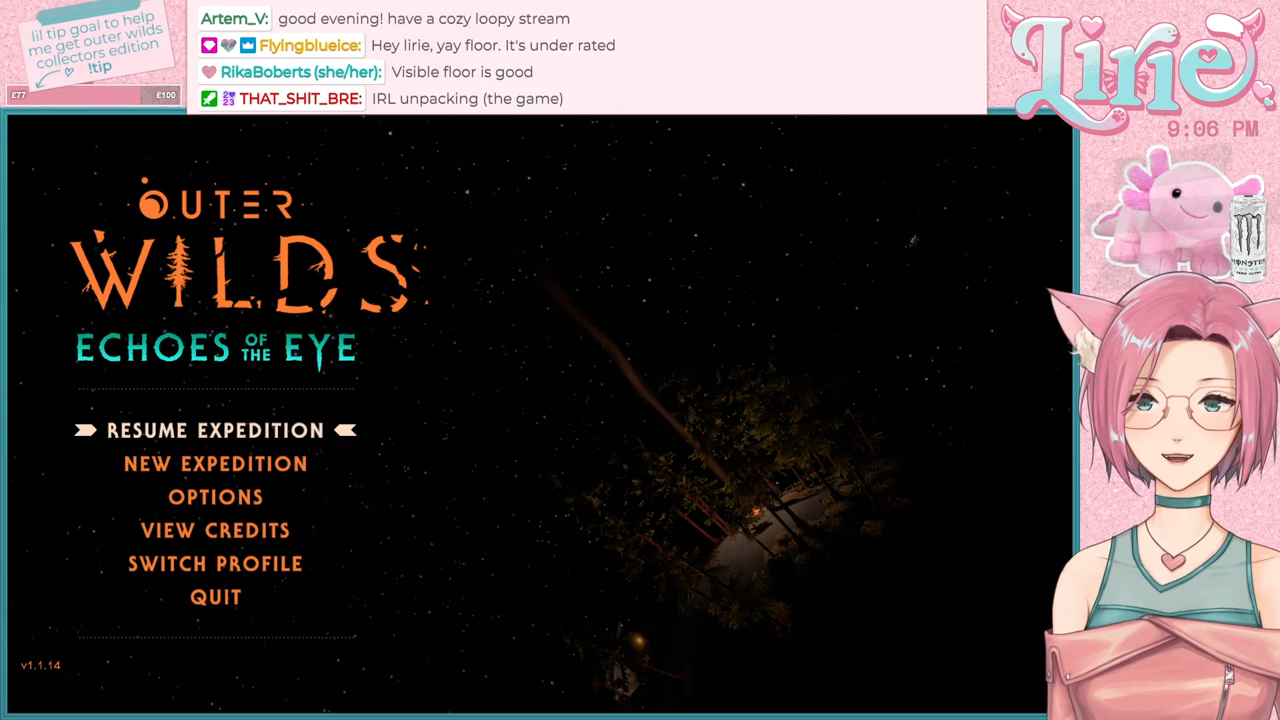 lil tip goal to help
me get outer wilds
collectors edition
!tip
£77
£100
Artem_V: good evening! have a cozy loopy stream
Flyingblueice: Hey lirie, yay floor. It's under rated
RikaBoberts (she/her): Visible floor is good
THAT_SH!T_BRE: IRL unpacking (the game)
Lirie
9:06 PM
MONSTER
OUTER
WILDS
ECHOES OF THE EYE
RESUME EXPEDITION
NEW EXPEDITION
OPTIONS
VIEW CREDITS
SWITCH PROFILE
QUIT
v1.1.14